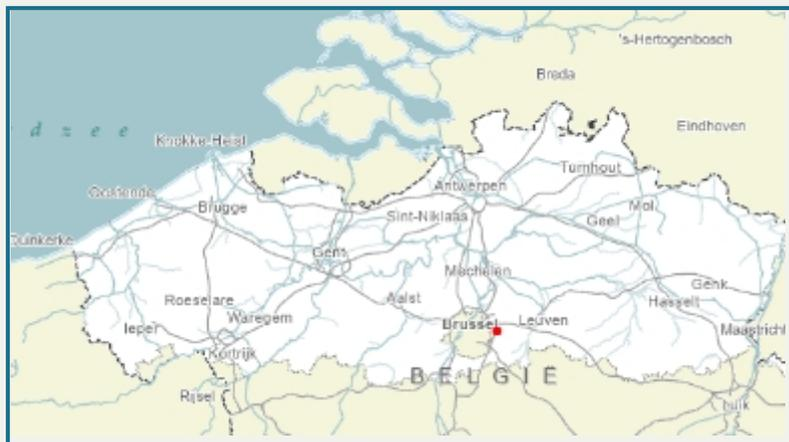 's-Hertogenbosch
Breda
Eindhoven
d z e e
Knokke-Heist
Turnhout
Antwerpen
Oostende
Mol
Brugge
Sint-Niklaas
Geel
Duinkerke
Gent
Mechelen
Genk
Roeselare
Aalst
Hasselt
Waregem
Brussel
Leuven
Ieper
Maastricht
Kortrijk
BELGIË
Rijsel
Luik